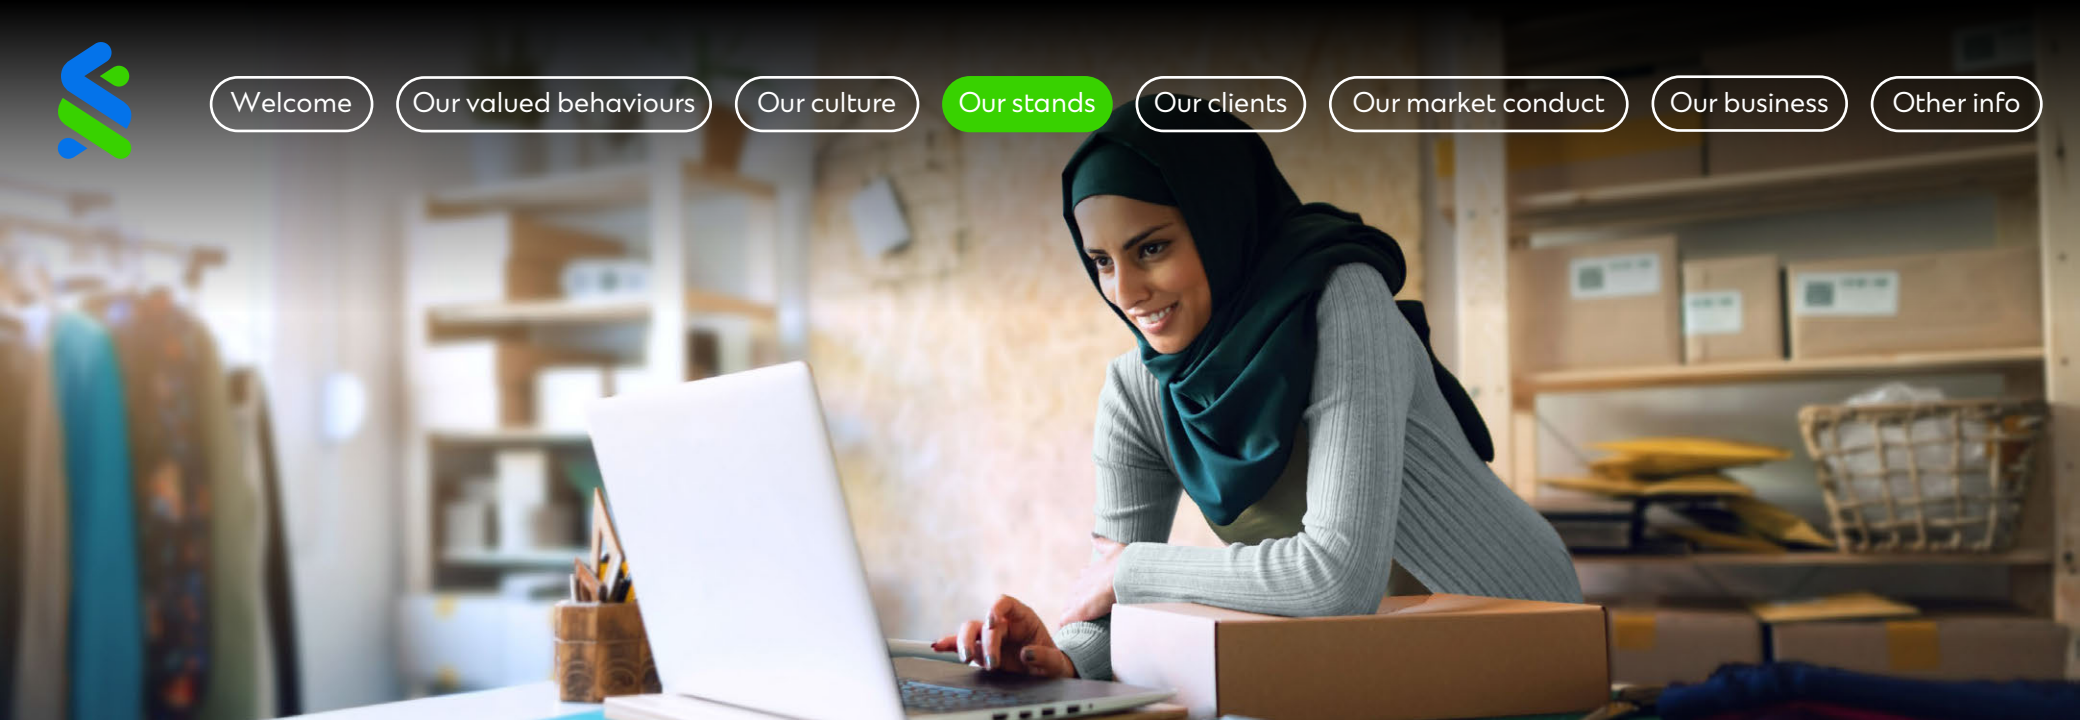 Welcome
Our valued behaviours
Our culture
Our stands
Our clients
Our market conduct
Our business
Other info